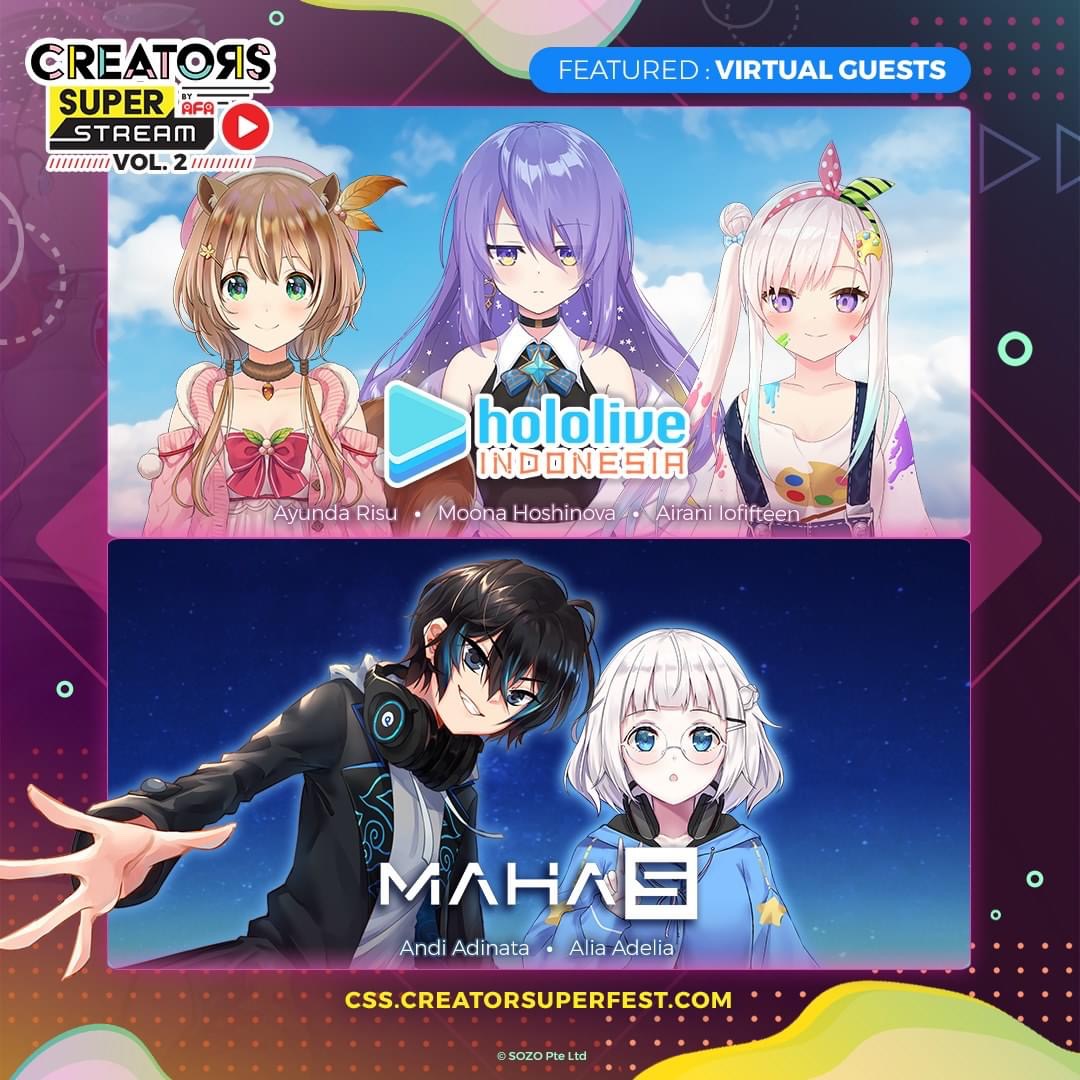 CREATORS
SUPER BY AFA
STREAM
VOL. 2
FEATURED : VIRTUAL GUESTS
hololive
INDONESIA
Ayunda Risu • Moona Hoshinova • Airani Iofifteen
MAHA5
Andi Adinata • Alia Adelia
CSS.CREATORSUPERFEST.COM
© SOZO Pte Ltd